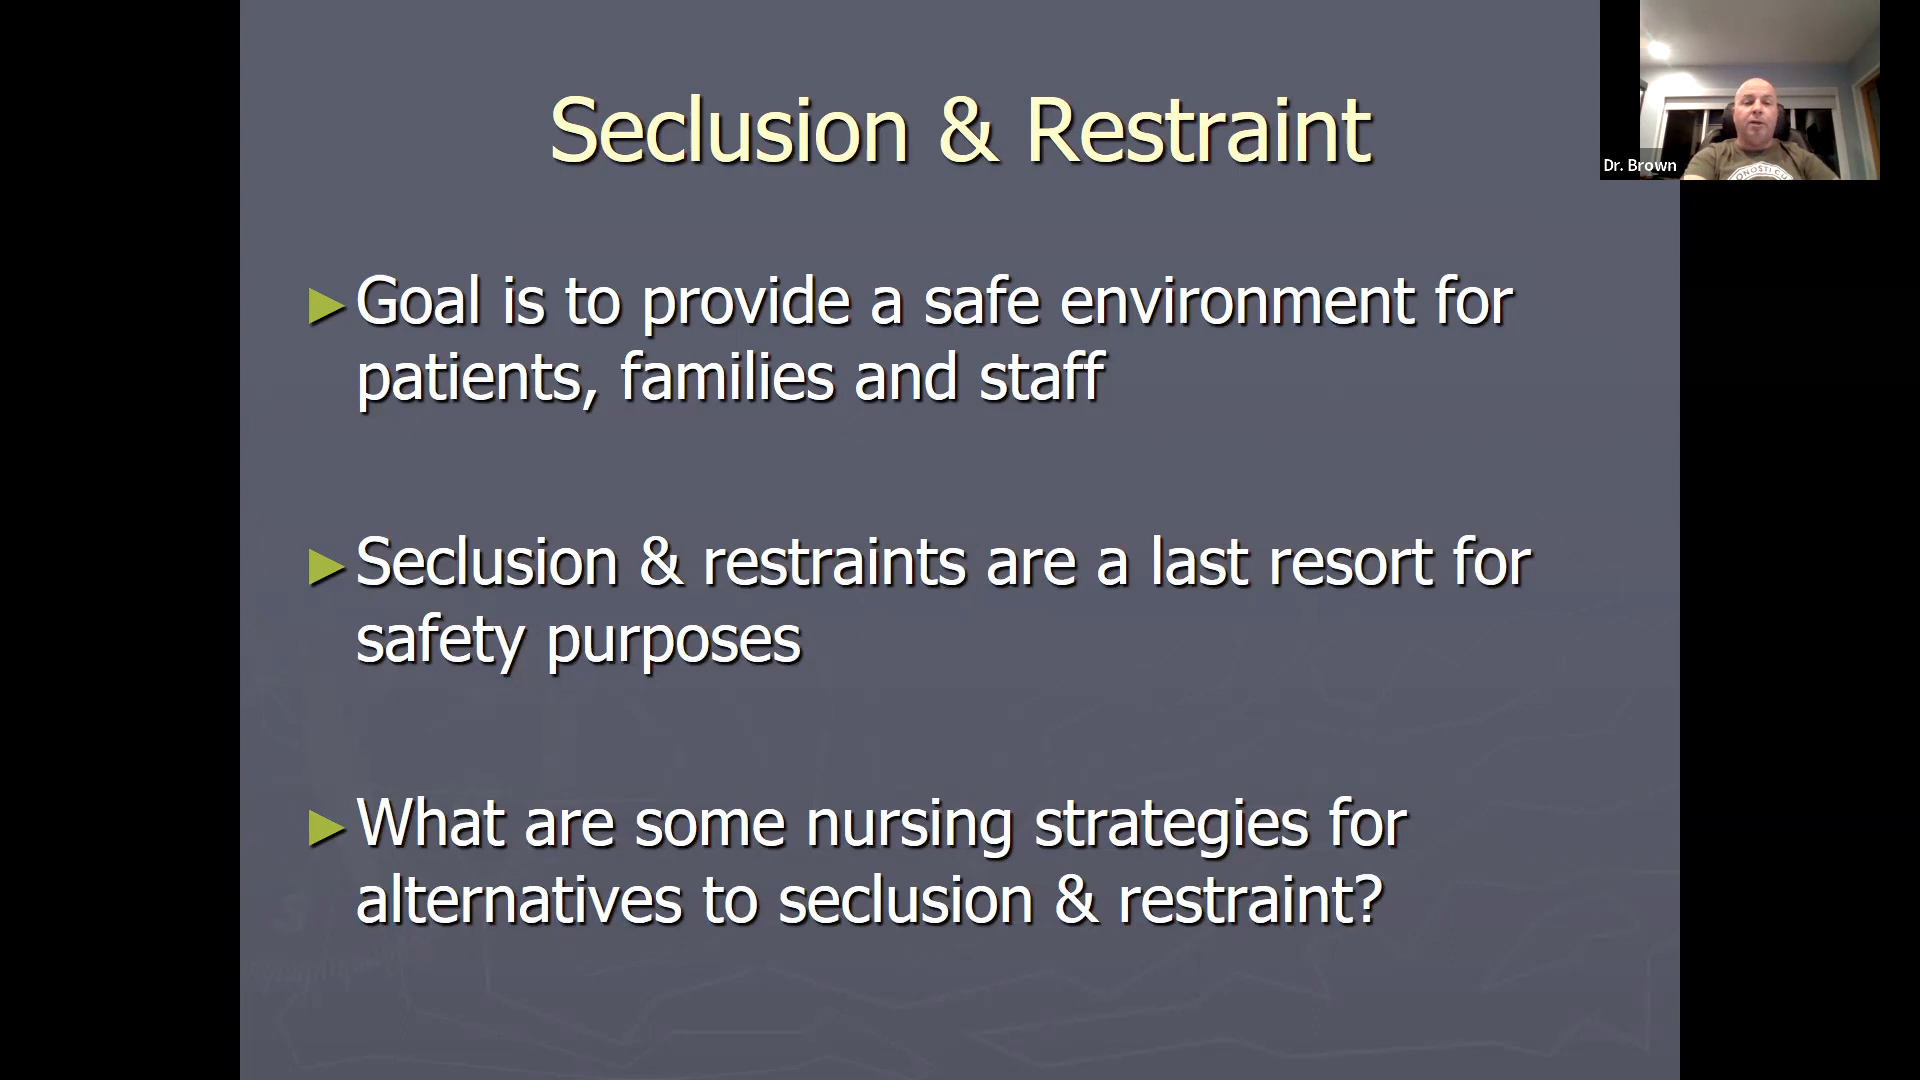 Seclusion & Restraint
Dr. Brown
►Goal is to provide a safe environment for
patients, families and staff
►Seclusion & restraints are a last resort for
safety purposes
►What are some nursing strategies for
alternatives to seclusion & restraint?